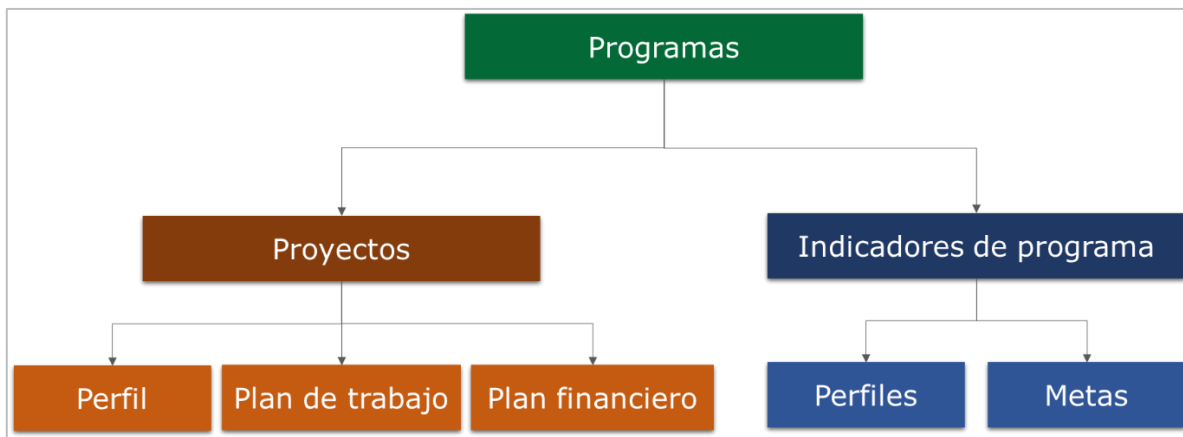 Programas
Proyectos
Indicadores de programa
Perfil
Plan de trabajo
Plan financiero
Perfiles
Metas